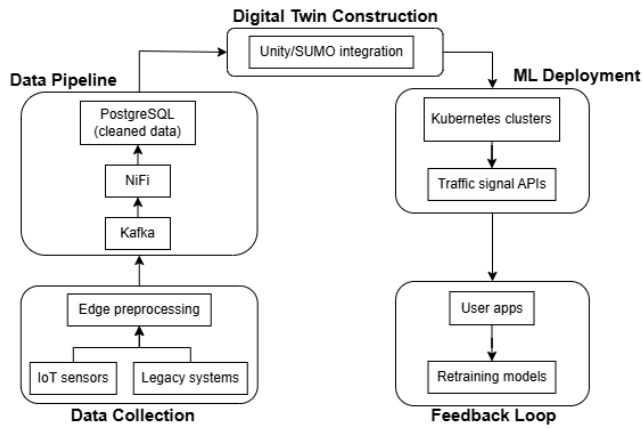 Digital Twin Construction
Unity/SUMO integration
Data Pipeline
PostgreSQL
(cleaned data)
NiFi
Kafka
Edge preprocessing
IoT sensors
Legacy systems
Data Collection
ML Deployment
Kubernetes clusters
Traffic signal APIs
User apps
Retraining models
Feedback Loop